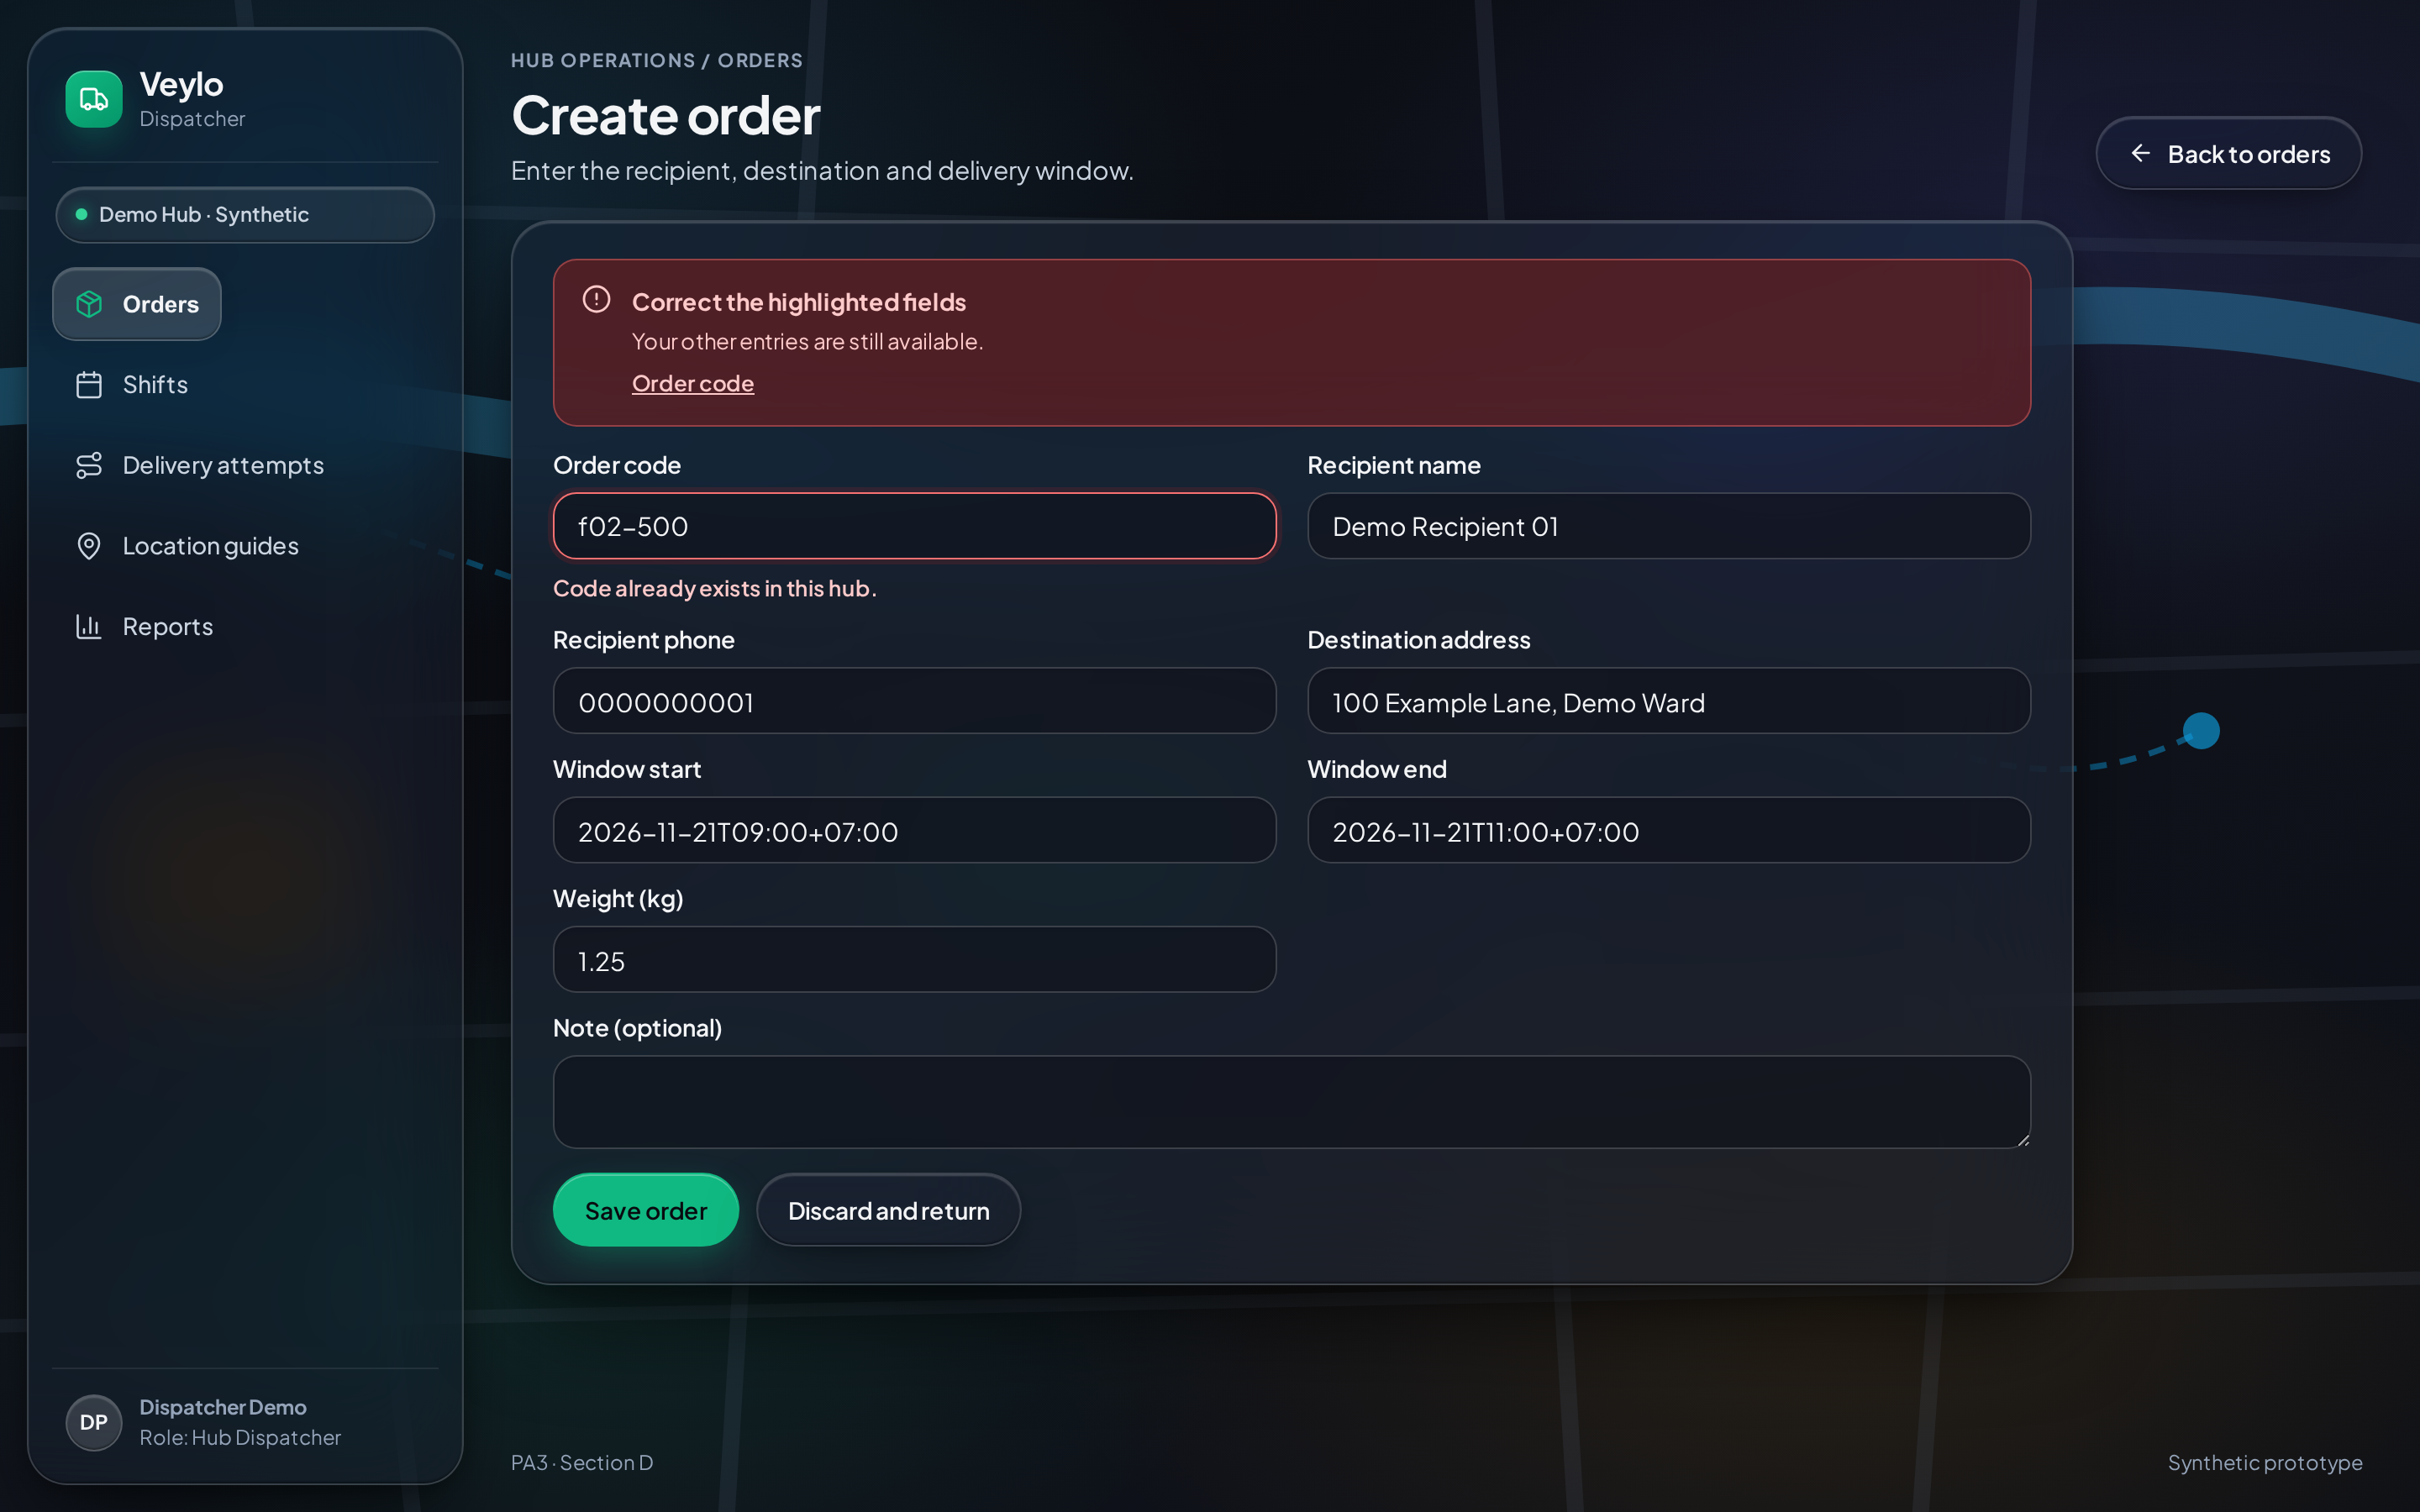 Veylo
Dispatcher
Demo Hub · Synthetic
Orders
Shifts
Delivery attempts
Location guides
Reports
DP
Dispatcher Demo
Role: Hub Dispatcher
HUB OPERATIONS / ORDERS
Create order
Enter the recipient, destination and delivery window.
Back to orders
Correct the highlighted fields
Your other entries are still available.
Order code
Order code
f02-500
Code already exists in this hub.
Recipient name
Demo Recipient 01
Recipient phone
0000000001
Destination address
100 Example Lane, Demo Ward
Window start
2026-11-21T09:00+07:00
Window end
2026-11-21T11:00+07:00
Weight (kg)
1.25
Note (optional)
Save order
Discard and return
PA3 · Section D
Synthetic prototype